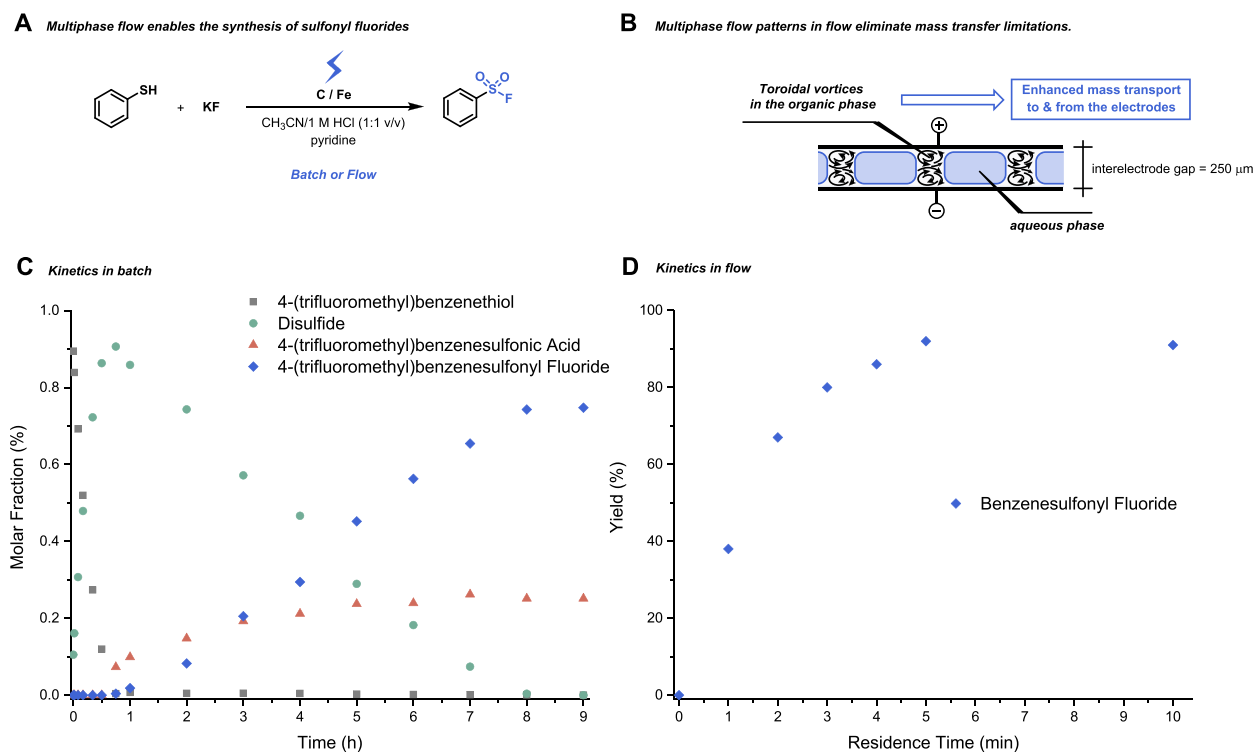 A Multiphase flow enables the synthesis of sulfonyl fluorides
SH
+ KF
C / Fe
CH₃CN/1 M HCl (1:1 v/v)
pyridine
Batch or Flow
O O
S
F
B Multiphase flow patterns in flow eliminate mass transfer limitations.
Toroidal vortices
in the organic phase
Enhanced mass transport
to & from the electrodes
+
interelectrode gap = 250 μm
−
aqueous phase
C Kinetics in batch
4-(trifluoromethyl)benzenethiol
Disulfide
4-(trifluoromethyl)benzenesulfonic Acid
4-(trifluoromethyl)benzenesulfonyl Fluoride
Molar Fraction (%)
1.0
0.8
0.6
0.4
0.2
0.0
0 1 2 3 4 5 6 7 8 9
Time (h)
D Kinetics in flow
Yield (%)
100
80
60
40
20
0
Benzenesulfonyl Fluoride
0 1 2 3 4 5 6 7 8 9 10
Residence Time (min)